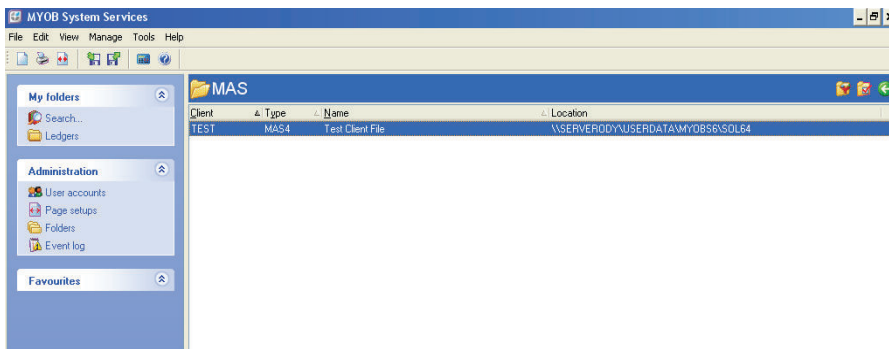 MYOB System Services
File Edit View Manage Tools Help
My folders
Search...
Ledgers
Administration
User accounts
Page setups
Folders
Event log
Favourites
MAS
Client Type Name Location
TEST MAS4 Test Client File \\SERVERODY\USERDATA\MYOBS6\SOL64